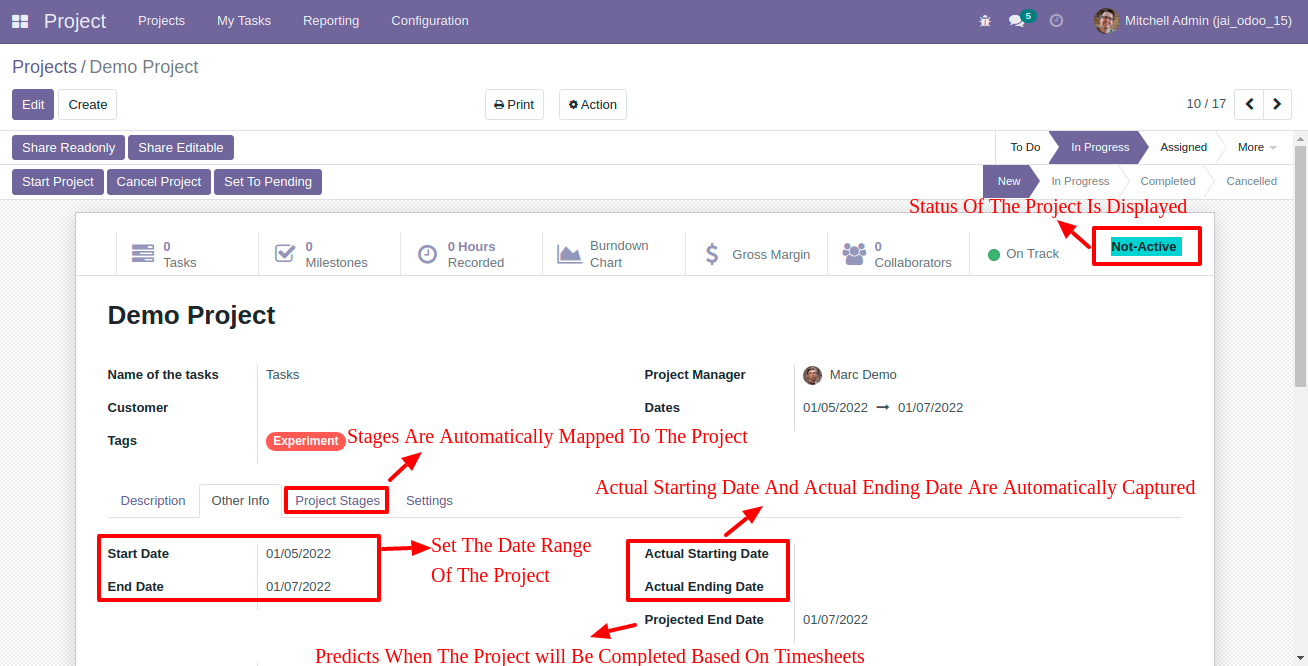 Project Projects My Tasks Reporting Configuration 5 Mitchell Admin (jai_odoo_15)
Projects / Demo Project
Edit Create Print Action 10 / 17
Share Readonly Share Editable To Do In Progress Assigned More
Start Project Cancel Project Set To Pending New In Progress Completed Cancelled
Status Of The Project Is Displayed
0 Tasks
0 Milestones
0 Hours Recorded
Burndown Chart
Gross Margin
0 Collaborators
On Track
Not-Active
Demo Project
Name of the tasks Tasks Project Manager Marc Demo
Customer Dates 01/05/2022 01/07/2022
Tags Experiment Stages Are Automatically Mapped To The Project
Actual Starting Date And Actual Ending Date Are Automatically Captured
Description Other Info Project Stages Settings
Start Date 01/05/2022 Set The Date Range Actual Starting Date
Of The Project
End Date 01/07/2022 Actual Ending Date
Projected End Date 01/07/2022
Predicts When The Project will Be Completed Based On Timesheets